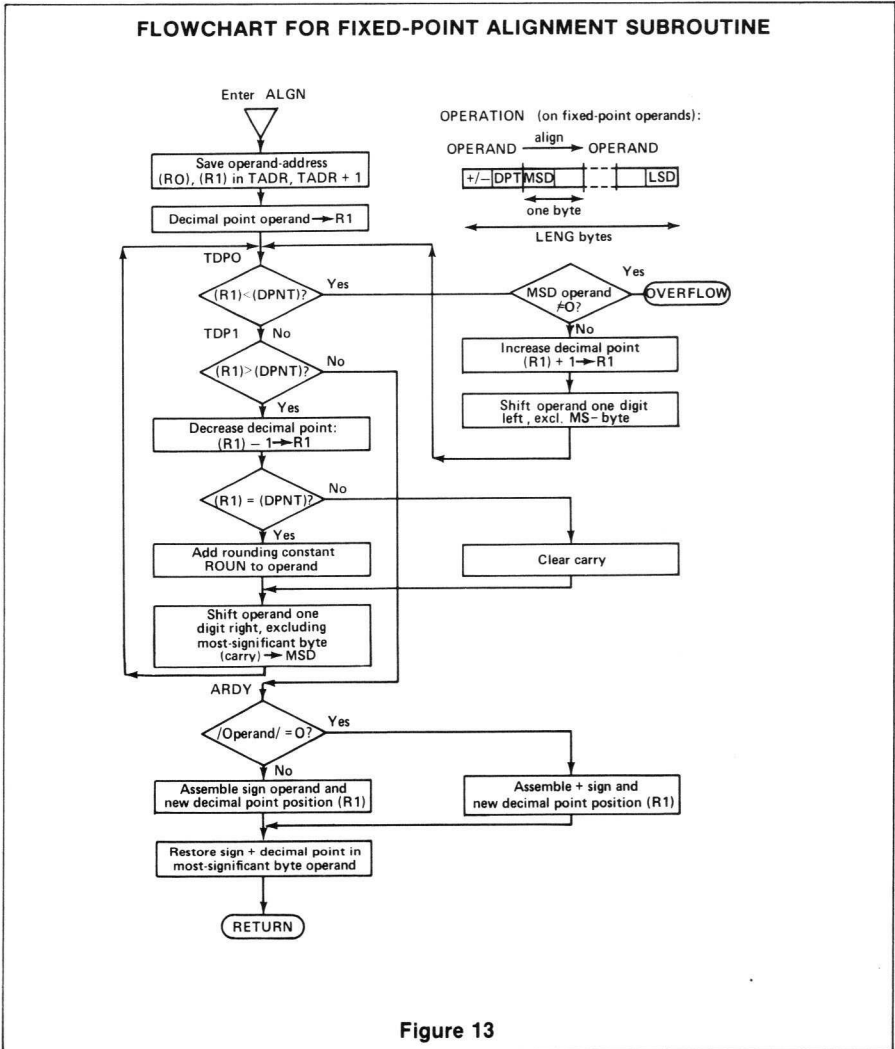 FLOWCHART FOR FIXED-POINT ALIGNMENT SUBROUTINE
Enter ALGN
Save operand-address
(RO), (R1) in TADR, TADR + 1
Decimal point operand→R1
TDPO
(R1)<(DPNT)?
Yes
TDP1
No
(R1)>(DPNT)?
No
Yes
Decrease decimal point:
(R1) – 1→R1
(R1) = (DPNT)?
No
Yes
Add rounding constant
ROUN to operand
Clear carry
Shift operand one
digit right, excluding
most-significant byte
(carry) → MSD
ARDY
/Operand/ = O?
Yes
No
Assemble sign operand and
new decimal point position (R1)
Assemble + sign and
new decimal point position (R1)
Restore sign + decimal point in
most-significant byte operand
RETURN
OPERATION (on fixed-point operands):
align
OPERAND → OPERAND
+/– DPT MSD LSD
one byte
LENG bytes
MSD operand
≠O?
Yes
OVERFLOW
No
Increase decimal point
(R1) + 1→R1
Shift operand one digit
left, excl. MS-byte
Figure 13